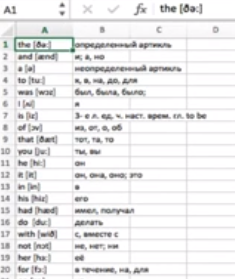 A1 fx the [ðə:]
A B C D
1 the [ðə:] определенный артикль
2 and [ænd] и; а, но
3 a [ə] неопределенный артикль
4 to [tu:] к, в, на, до, для
5 was [wɔz] был, была, было;
6 I [ai] я
7 is [iz] 3- е л. ед. ч. наст. врем. гл. to be
8 of [ɔv] из, от, о, об
9 that [ðæt] тот, та, то
10 you [ju:] ты, вы
11 he [hi:] он
12 it [it] он, она, оно; это
13 in [in] в
14 his [hiz] его
15 had [hæd] имел, получал
16 do [du:] делать
17 with [wið] с, вместе с
18 not [nɔt] не, нет; ни
19 her [hə:] её
20 for [fɔ:] в течение, на, для